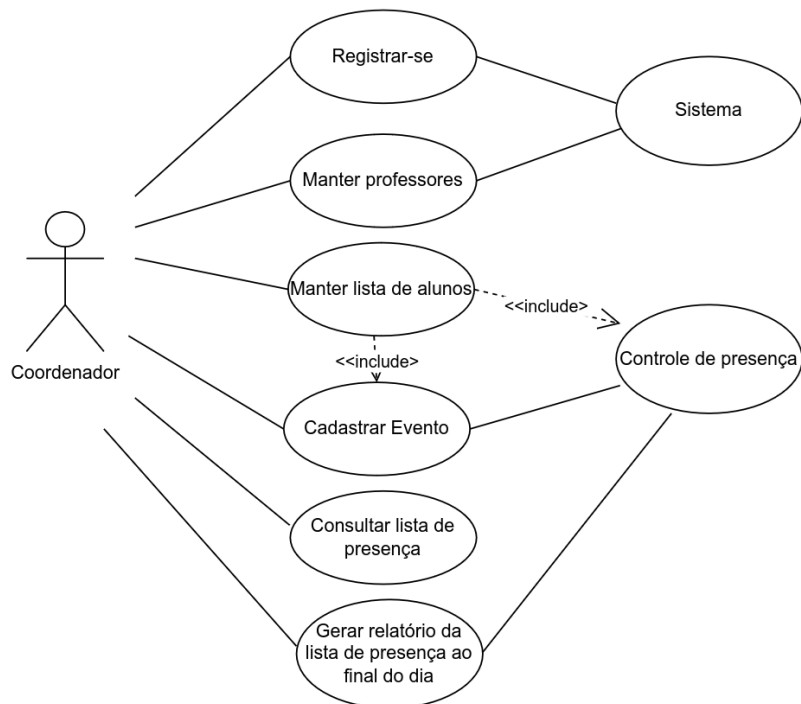 Registrar-se
Sistema
Manter professores
Manter lista de alunos
<<include>
<<include>
Controle de presença
Coordenador
Cadastrar Evento
Consultar lista de
presença
Gerar relatório da
lista de presença ao
final do dia